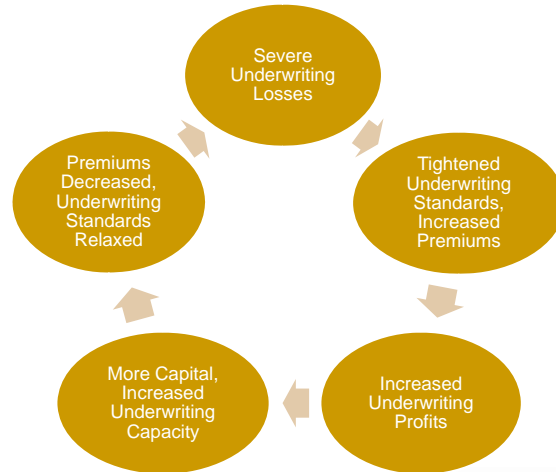 Severe
Underwriting
Losses
Tightened
Underwriting
Standards,
Increased
Premiums
Increased
Underwriting
Profits
More Capital,
Increased
Underwriting
Capacity
Premiums
Decreased,
Underwriting
Standards
Relaxed